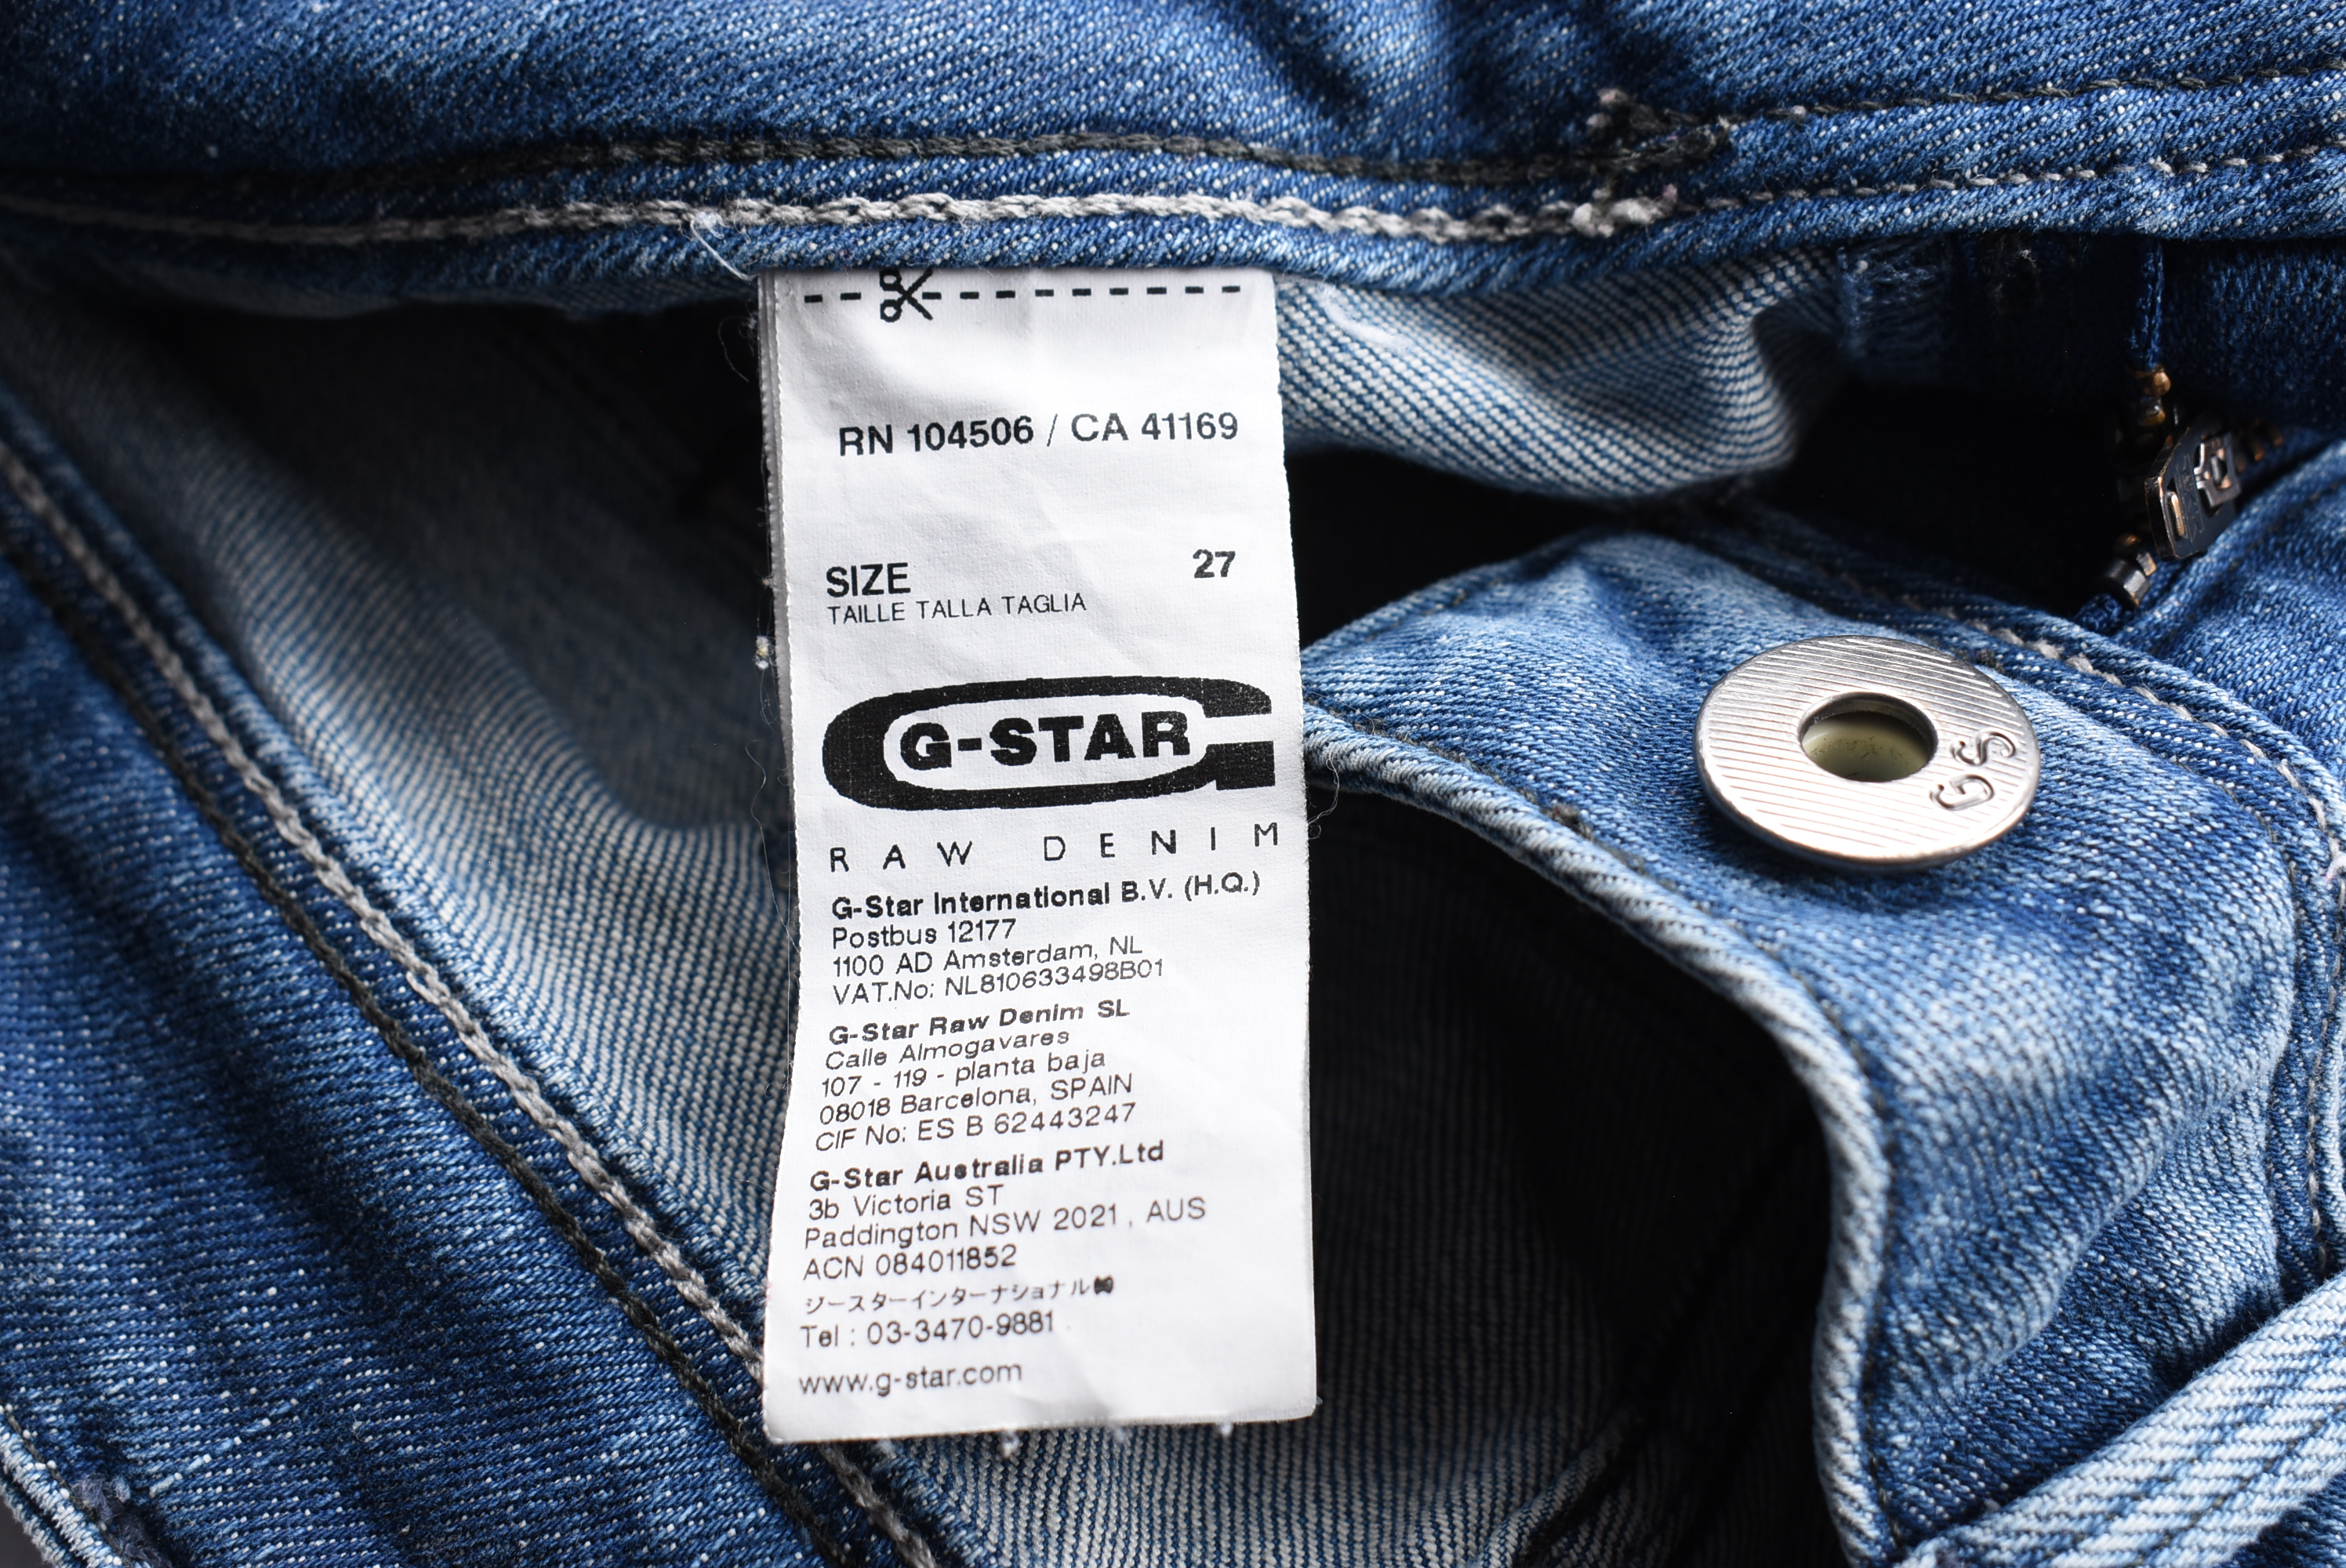 RN 104506 / CA 41169
SIZE 27
TAILLE TALLA TAGLIA
G-STAR
RAW DENIM
G-Star International B.V. (H.Q.)
Postbus 12177
1100 AD Amsterdam, NL
VAT.No: NL810633498B01
G-Star Raw Denim SL
Calle Almogavares
107 - 119 - planta baja
08018 Barcelona, SPAIN
CIF No: ES B 62443247
G-Star Australia PTY.Ltd
3b Victoria ST
Paddington NSW 2021 , AUS
ACN 084011852
ジースターインターナショナル
Tel : 03-3470-9881
www.g-star.com
GS